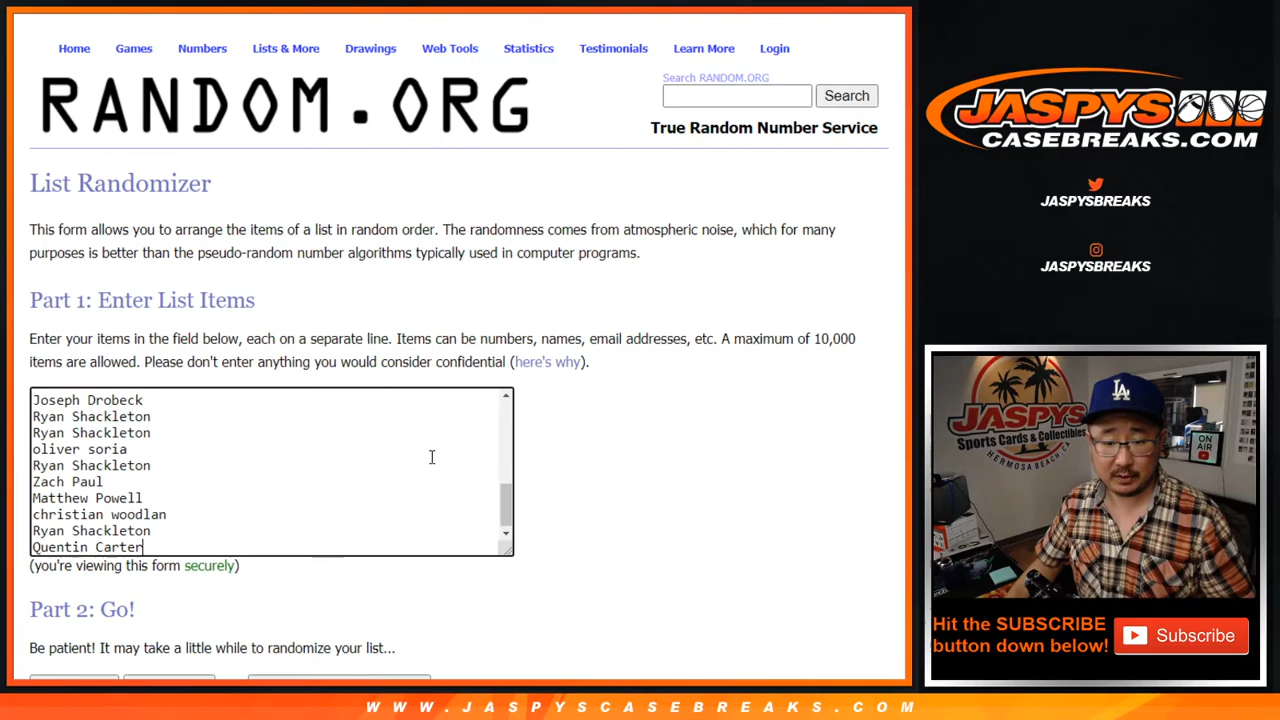 Home Games Numbers Lists & More Drawings Web Tools Statistics Testimonials Learn More Login
RANDOM.ORG
Search RANDOM.ORG
Search
True Random Number Service
List Randomizer
This form allows you to arrange the items of a list in random order. The randomness comes from atmospheric noise, which for many
purposes is better than the pseudo-random number algorithms typically used in computer programs.
Part 1: Enter List Items
Enter your items in the field below, each on a separate line. Items can be numbers, names, email addresses, etc. A maximum of 10,000
items are allowed. Please don't enter anything you would consider confidential (here's why).
Joseph Drobeck
Ryan Shackleton
Ryan Shackleton
oliver soria
Ryan Shackleton
Zach Paul
Matthew Powell
christian woodlan
Ryan Shackleton
Quentin Carter
(you're viewing this form securely)
Part 2: Go!
Be patient! It may take a little while to randomize your list...
JASPYS
CASEBREAKS.COM
JASPYSBREAKS
JASPYSBREAKS
JASPYS
Sports Cards & Collectibles
HERMOSA BEACH, CA
LA
ON AIR
Hit the SUBSCRIBE
button down below!
Subscribe
WWW.JASPYSCASEBREAKS.COM